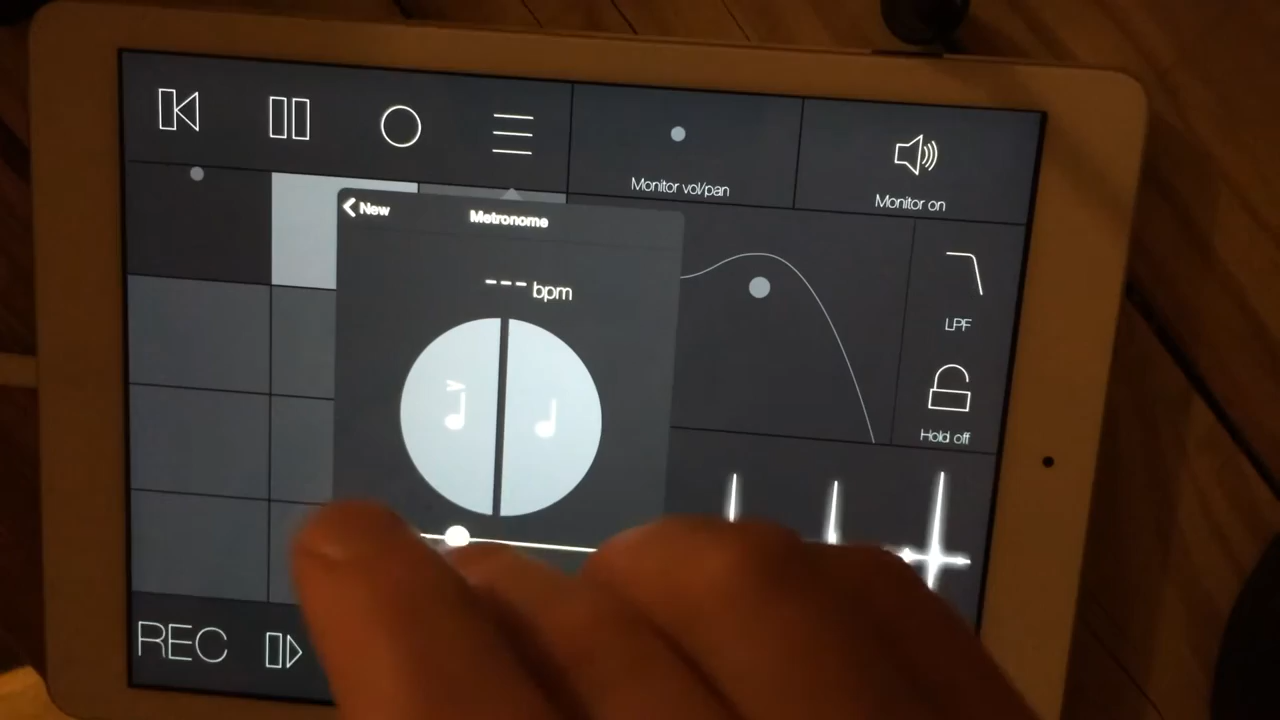 Monitor vol/pan
Monitor on
New
Metronome
--- bpm
LPF
Hold off
REC